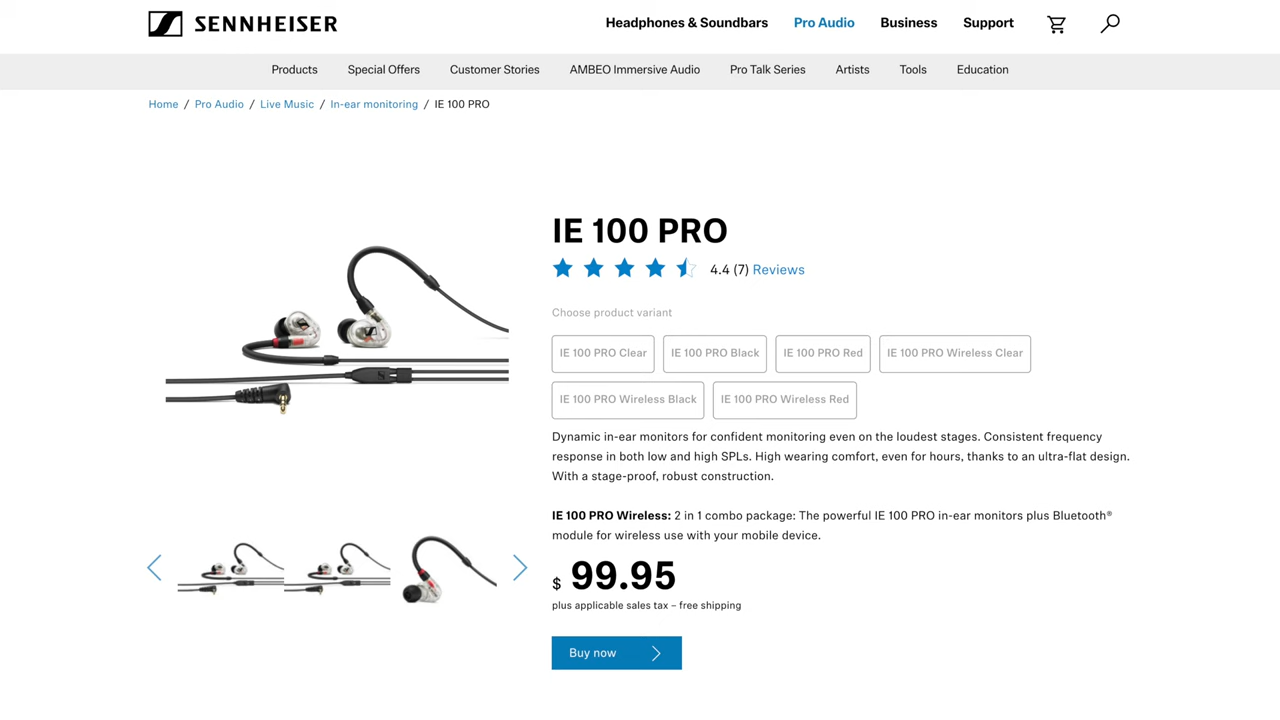 SENNHEISER
Headphones & Soundbars Pro Audio Business Support
Products Special Offers Customer Stories AMBEO Immersive Audio Pro Talk Series Artists Tools Education
Home / Pro Audio / Live Music / In-ear monitoring / IE 100 PRO
IE 100 PRO
4.4 (7) Reviews
Choose product variant
IE 100 PRO Clear IE 100 PRO Black IE 100 PRO Red IE 100 PRO Wireless Clear
IE 100 PRO Wireless Black IE 100 PRO Wireless Red
Dynamic in-ear monitors for confident monitoring even on the loudest stages. Consistent frequency
response in both low and high SPLs. High wearing comfort, even for hours, thanks to an ultra-flat design.
With a stage-proof, robust construction.
IE 100 PRO Wireless: 2 in 1 combo package: The powerful IE 100 PRO in-ear monitors plus Bluetooth®
module for wireless use with your mobile device.
$ 99.95
plus applicable sales tax – free shipping
Buy now